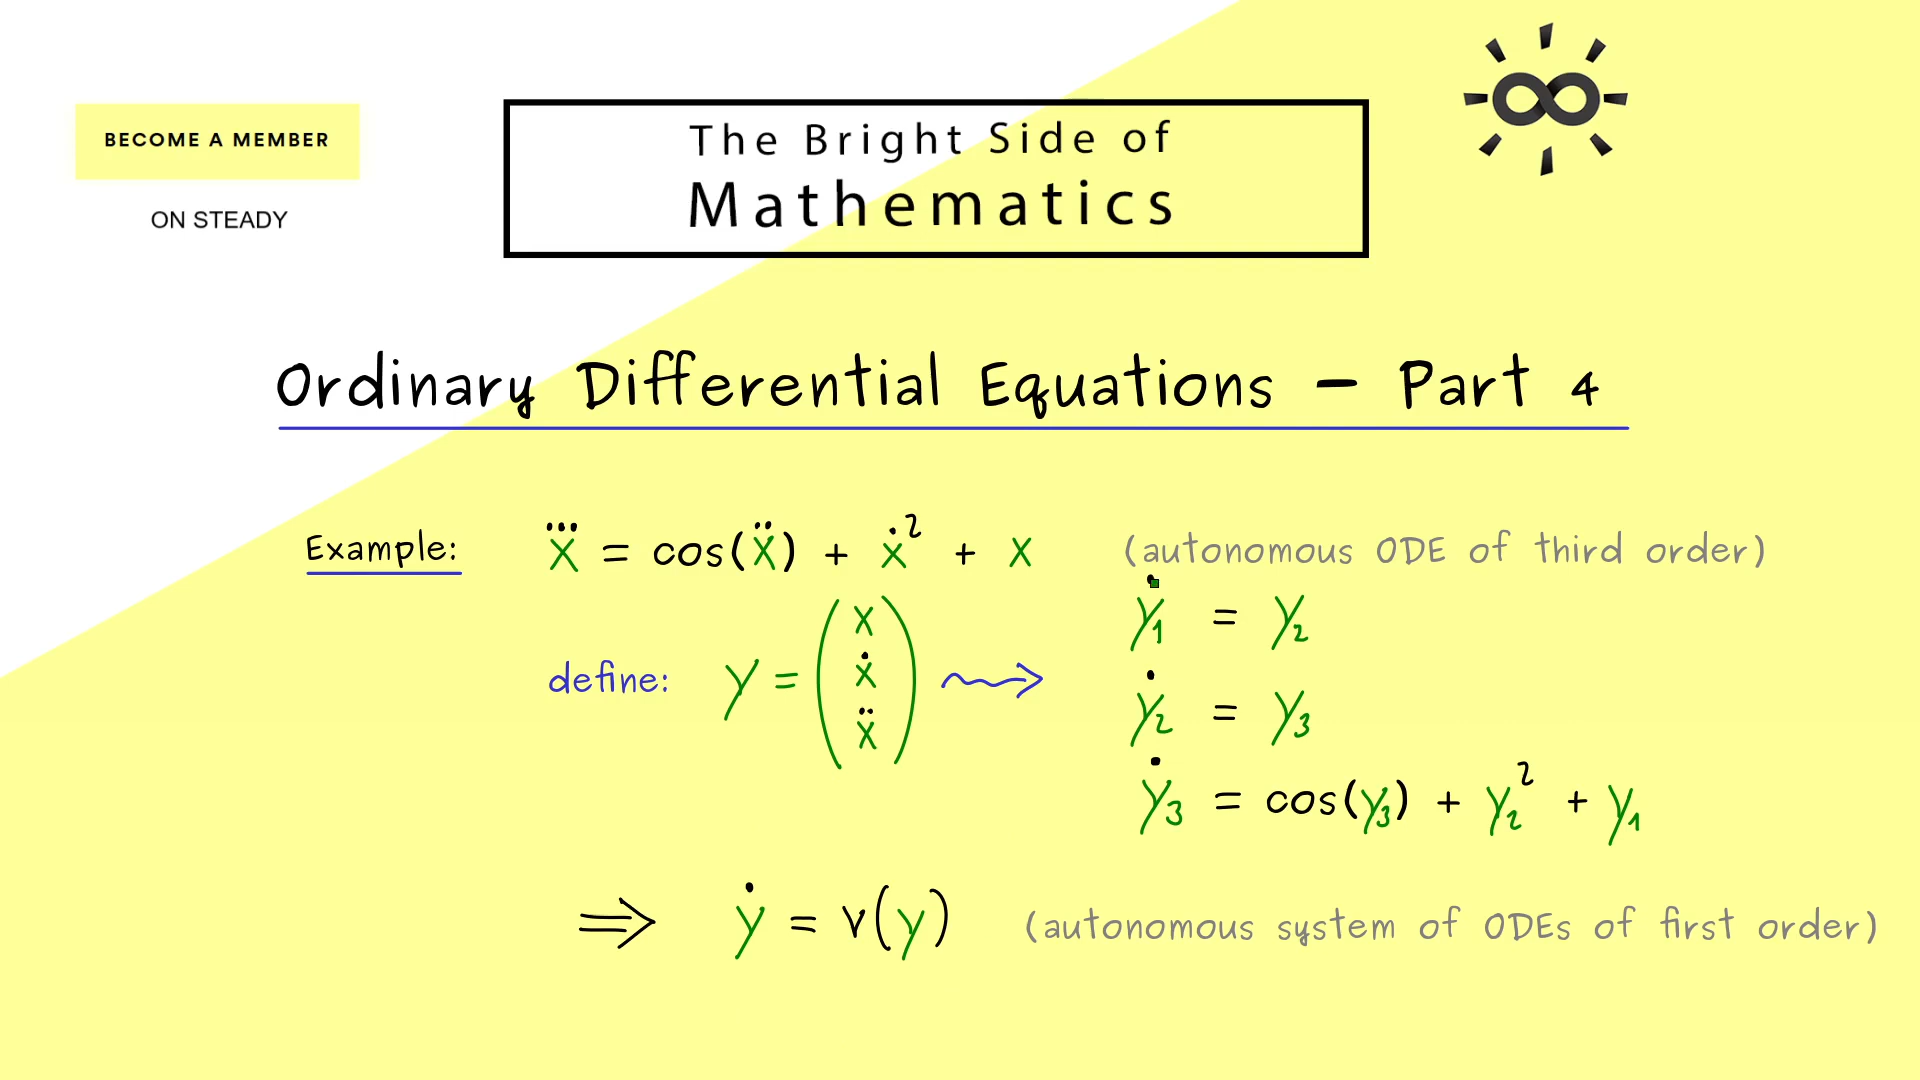 BECOME A MEMBER
ON STEADY
The Bright Side of
Mathematics
Ordinary Differential Equations – Part 4
Example: x⃛ = cos(ẍ) + ẋ² + x (autonomous ODE of third order)
define: y = (x ẋ ẍ)
ẏ₁ = y₂
ẏ₂ = y₃
ẏ₃ = cos(y₃) + y₂² + y₁
⇒ ẏ = v(y) (autonomous system of ODEs of first order)